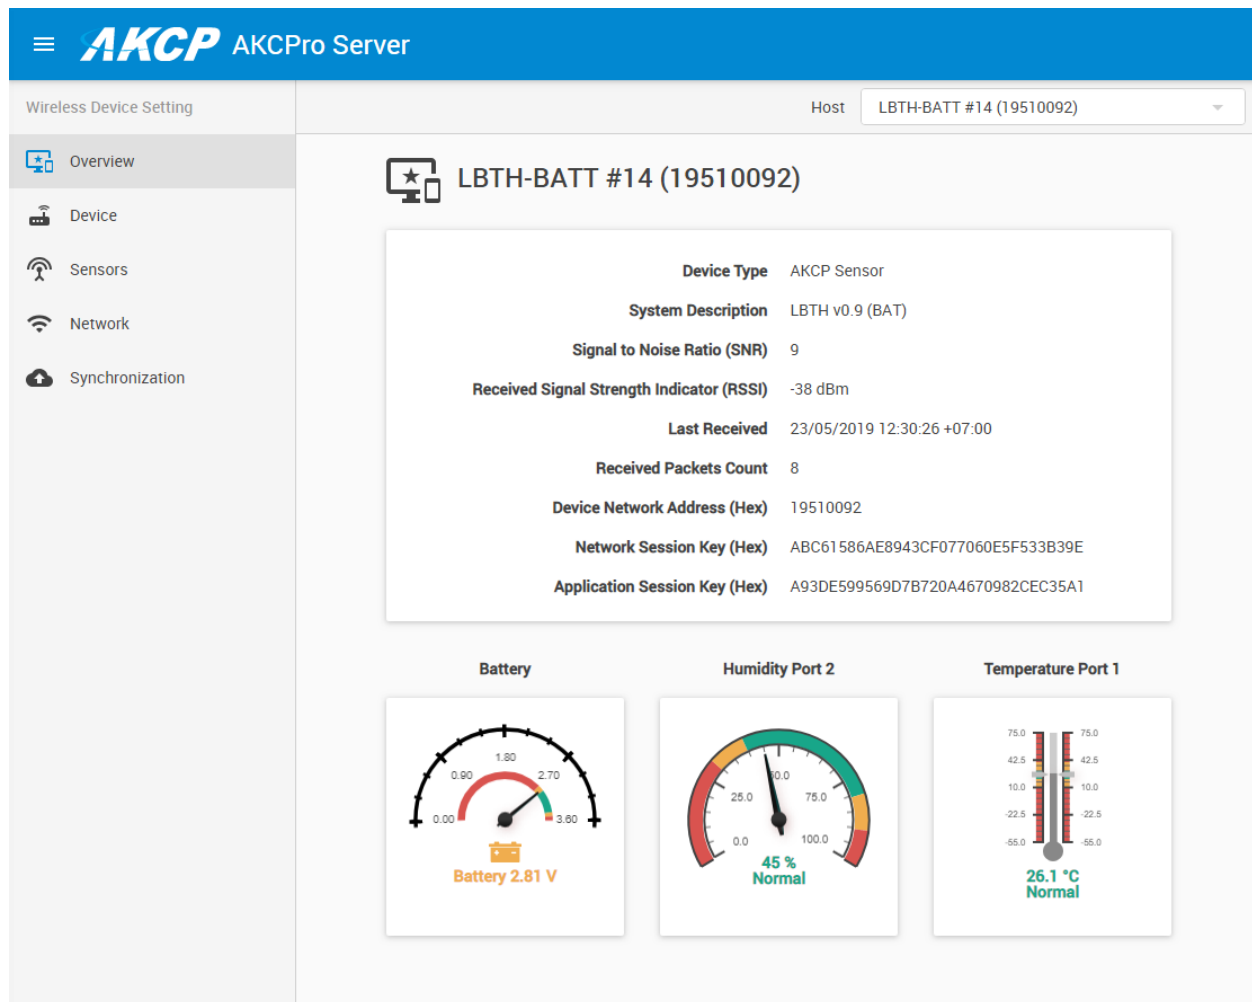 AKCP AKCPro Server
Wireless Device Setting
Host LBTH-BATT #14 (19510092)
Overview
Device
Sensors
Network
Synchronization
LBTH-BATT #14 (19510092)
Device Type AKCP Sensor
System Description LBTH v0.9 (BAT)
Signal to Noise Ratio (SNR) 9
Received Signal Strength Indicator (RSSI) -38 dBm
Last Received 23/05/2019 12:30:26 +07:00
Received Packets Count 8
Device Network Address (Hex) 19510092
Network Session Key (Hex) ABC61586AE8943CF077060E5F533B39E
Application Session Key (Hex) A93DE599569D7B720A4670982CEC35A1
Battery
0.00 0.90 1.80 2.70 3.60
Battery 2.81 V
Humidity Port 2
0.0 25.0 50.0 75.0 100.0
45 %
Normal
Temperature Port 1
75.0 75.0
42.5 42.5
10.0 10.0
-22.5 -22.5
-55.0 -55.0
26.1 °C
Normal